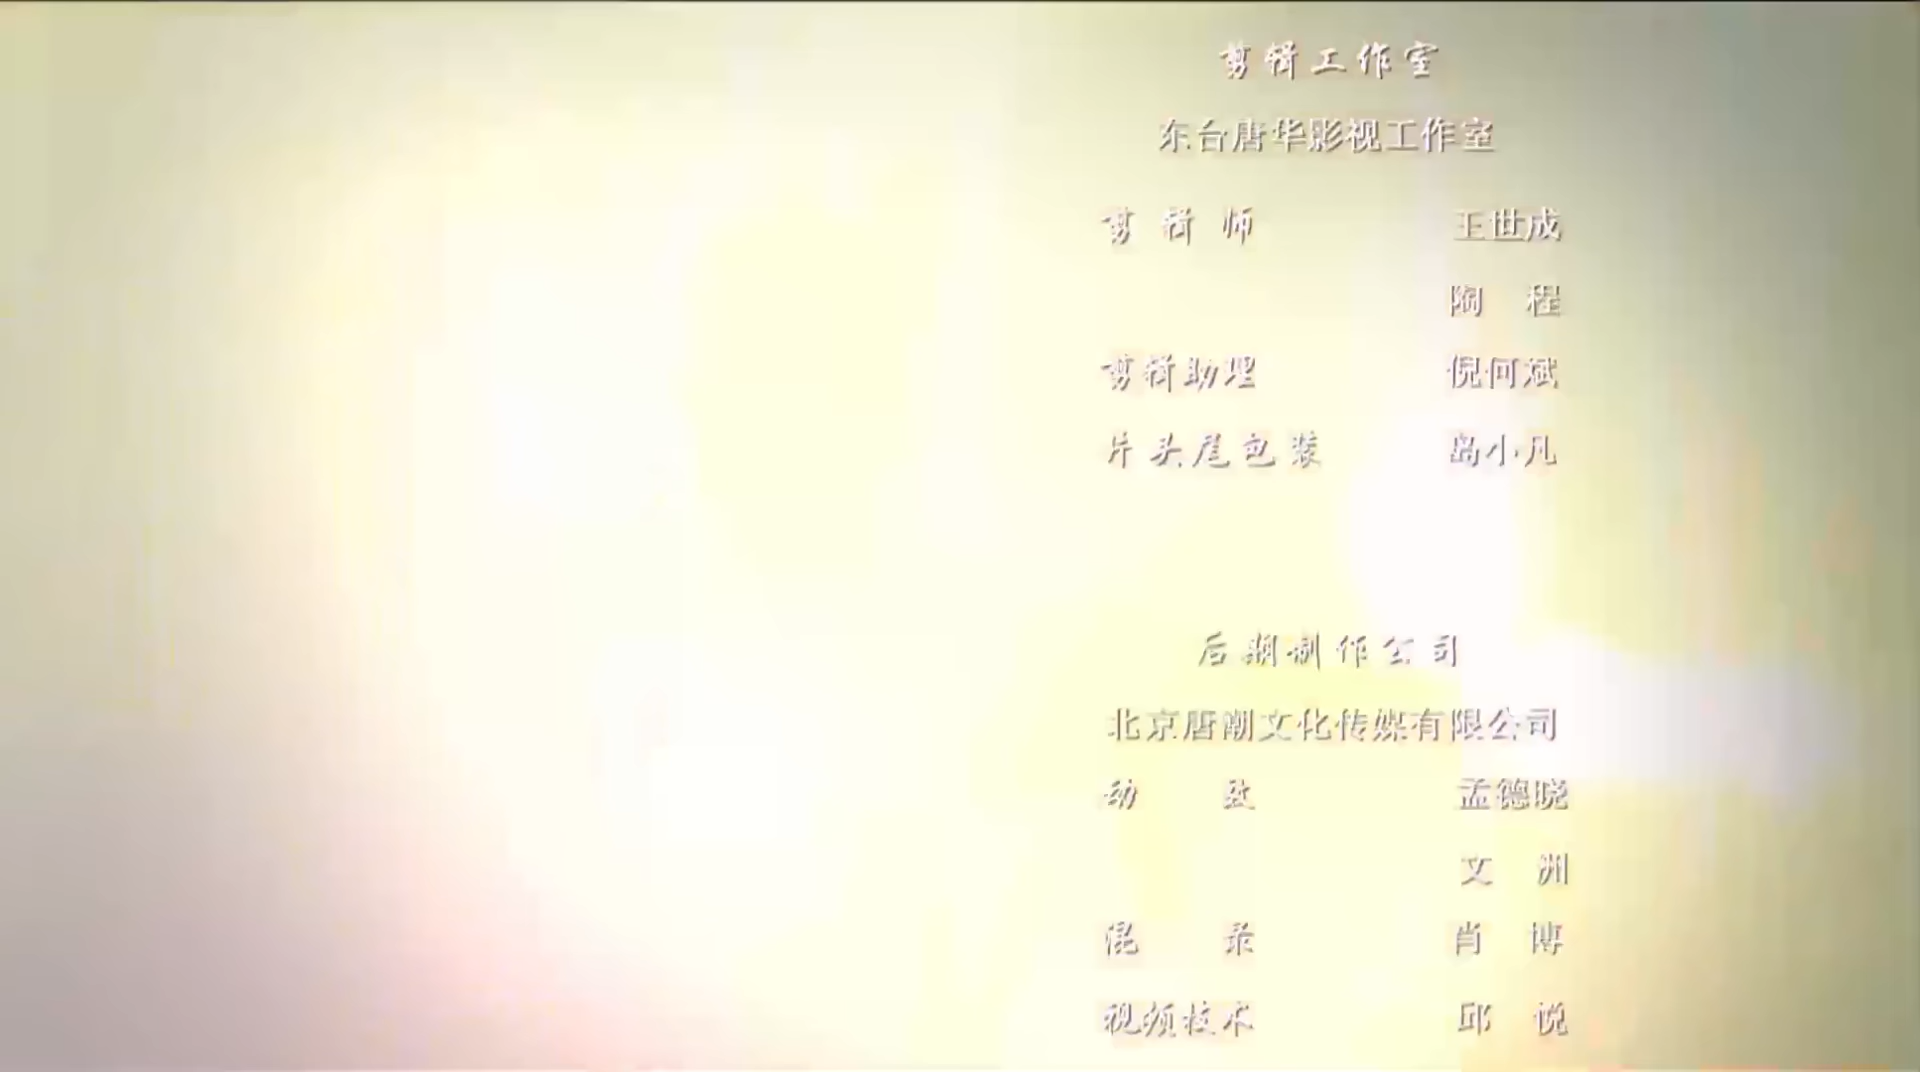 剪辑工作室
东台唐华影视工作室
剪辑师 王世成
陶 程
剪辑助理 倪何斌
片头尾包装 岛小凡
后期制作公司
北京唐潮文化传媒有限公司
动 效 孟德晓
文 洲
混 录 肖 博
视频技术 邱 悦